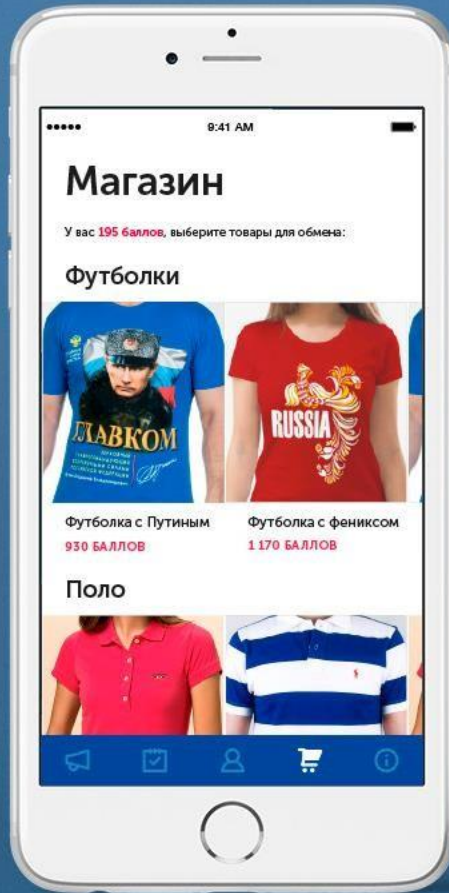 9:41 AM
Магазин
У вас 195 баллов, выберите товары для обмена:
Футболки
ГЛАВКОМ
RUSSIA
Футболка с Путиным
Футболка с фениксом
930 БАЛЛОВ
1 170 БАЛЛОВ
Поло